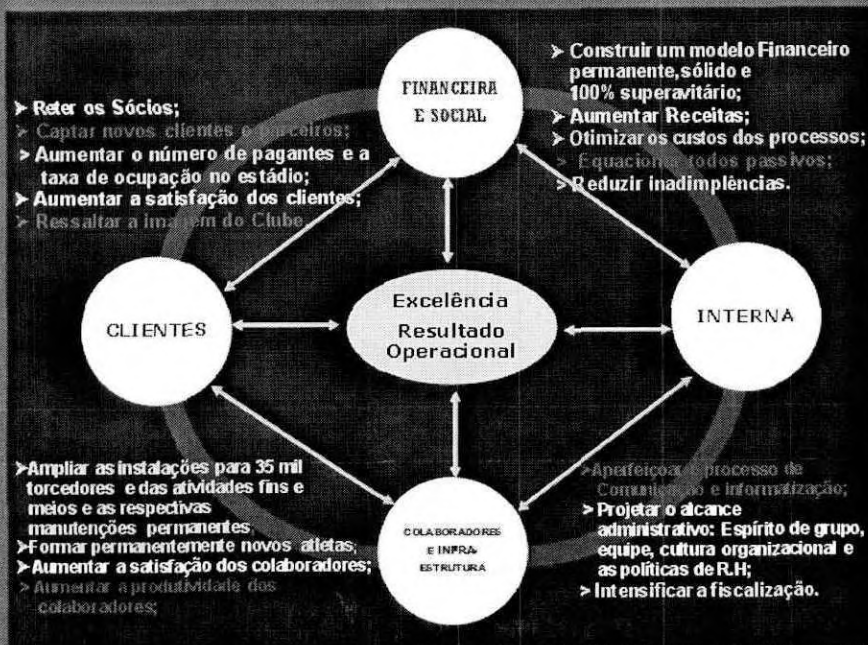 FINANCEIRA
E SOCIAL
➤ Reter os Sócios;
➤ Captar novos clientes e parceiros;
> Aumentar o número de pagantes e a
taxa de ocupação no estádio;
➤ Aumentar a satisfação dos clientes;
➤ Ressaltar a imagem do Clube.
➤ Construir um modelo Financeiro
permanente,sólido e
100% superavitário;
➤ Aumentar Receitas;
➤ Otimizar os custos dos processos;
> Equacionar todos passivos;
> Reduzir inadimplências.
CLIENTES
Excelência
Resultado
Operacional
INTERNA
➤Ampliar as instalações para 35 mil
torcedores e das atividades fins e
meios e as respectivas
manutenções permanentes;
➤Formar permanentemente novos atletas;
➤Aumentar a satisfação dos colaboradores;
➤Aumentar a produtividade dos
colaboradores;
COLABORADORES
E INFRA-
ESTRUTURA
➤Aperfeiçoar o processo de
Comunicação e informatização;
➤ Projetar o alcance
administrativo: Espírito de grupo,
equipe, cultura organizacional e
as políticas de R.H;
> Intensificar a fiscalização.